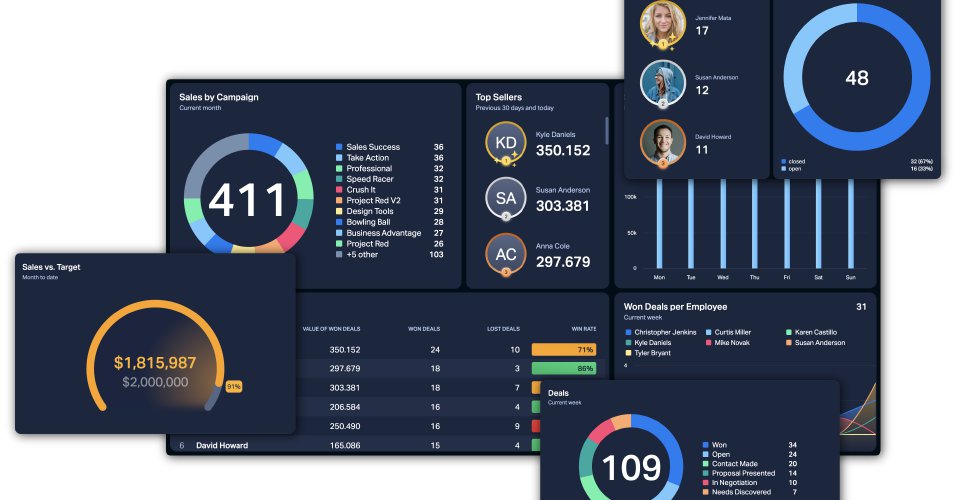 Jennifer Mata
17
Susan Anderson
12
David Howard
11
48
closed 32 (67%)
open 16 (33%)
Sales by Campaign
Current month
411
Sales Success 36
Take Action 36
Professional 32
Speed Racer 32
Crush It 31
Project Red V2 31
Design Tools 29
Bowling Ball 28
Business Advantage 27
Project Red 26
+5 other 103
Top Sellers
Previous 30 days and today
KD
1
Kyle Daniels
350.152
SA
2
Susan Anderson
303.381
AC
3
Anna Cole
297.679
100k
50k
0
Mon Tue Wed Thu Fri Sat Sun
Sales vs. Target
Month to date
$1,815,987
$2,000,000
91%
VALUE OF WON DEALS WON DEALS LOST DEALS WIN RATE
350.152 24 10 71%
297.679 18 3 86%
303.381 18 7
206.584 16 4
250.490 16 9
6 David Howard 165.086 15 4
Won Deals per Employee 31
Current week
Christopher Jenkins Curtis Miller Karen Castillo
Kyle Daniels Mike Novak Susan Anderson
Tyler Bryant
4
Deals
Current week
109
Won 34
Open 24
Contact Made 20
Proposal Presented 14
In Negotiation 10
Needs Discovered 7